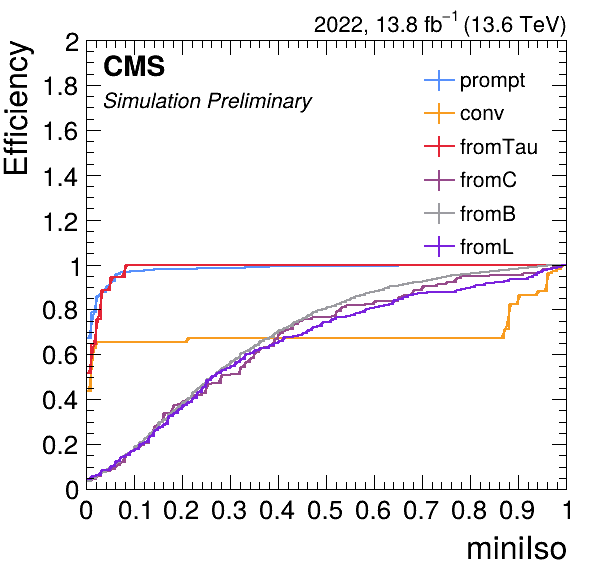 2022, 13.8 fb⁻¹ (13.6 TeV)
Efficiency
CMS
Simulation Preliminary
prompt
conv
fromTau
fromC
fromB
fromL
2
1.8
1.6
1.4
1.2
1
0.8
0.6
0.4
0.2
0
0 0.1 0.2 0.3 0.4 0.5 0.6 0.7 0.8 0.9 1
miniIso